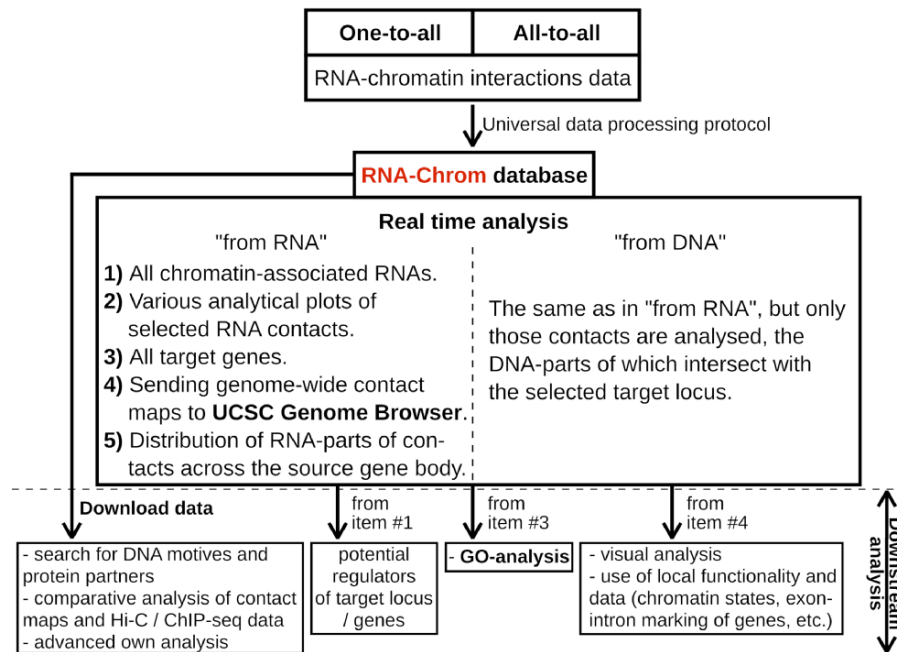 One-to-all
All-to-all
RNA-chromatin interactions data
Universal data processing protocol
RNA-Chrom database
Real time analysis
"from RNA"
1) All chromatin-associated RNAs.
2) Various analytical plots of
selected RNA contacts.
3) All target genes.
4) Sending genome-wide contact
maps to UCSC Genome Browser.
5) Distribution of RNA-parts of con-
tacts across the source gene body.
"from DNA"
The same as in "from RNA", but only
those contacts are analysed, the
DNA-parts of which intersect with
the selected target locus.
Download data
- search for DNA motives and
protein partners
- comparative analysis of contact
maps and Hi-C / ChIP-seq data
- advanced own analysis
from
item #1
potential
regulators
of target locus
/ genes
from
item #3
- GO-analysis
from
item #4
- visual analysis
- use of local functionality and
data (chromatin states, exon-
intron marking of genes, etc.)
Downstream
analysis